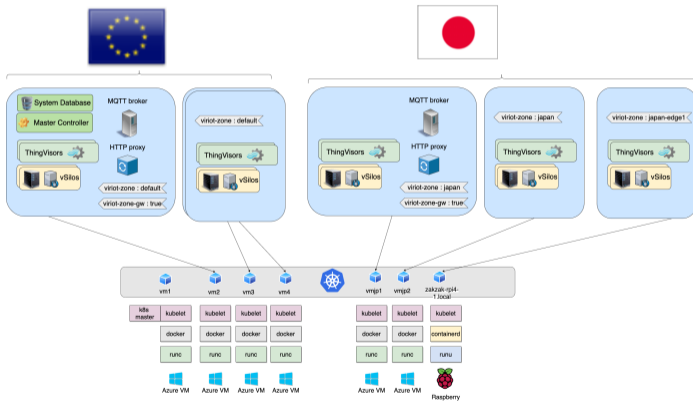 System Database
Master Controller
MQTT broker
HTTP proxy
ThingVisors
vSilos
viriot-zone : default
viriot-zone-gw : true
viriot-zone : default
ThingVisors
vSilos
MQTT broker
HTTP proxy
ThingVisors
vSilos
viriot-zone : japan
viriot-zone-gw : true
viriot-zone : japan
ThingVisors
vSilos
viriot-zone : japan-edge1
ThingVisors
vSilos
vm1
vm2
vm3
vm4
vmjp1
vmjp2
zakzak-rpi4-
1.local
k8s
master
kubelet
kubelet
kubelet
kubelet
kubelet
kubelet
kubelet
docker
docker
docker
docker
docker
docker
containerd
runc
runc
runc
runc
runc
runc
runu
Azure VM
Azure VM
Azure VM
Azure VM
Azure VM
Azure VM
Raspberry